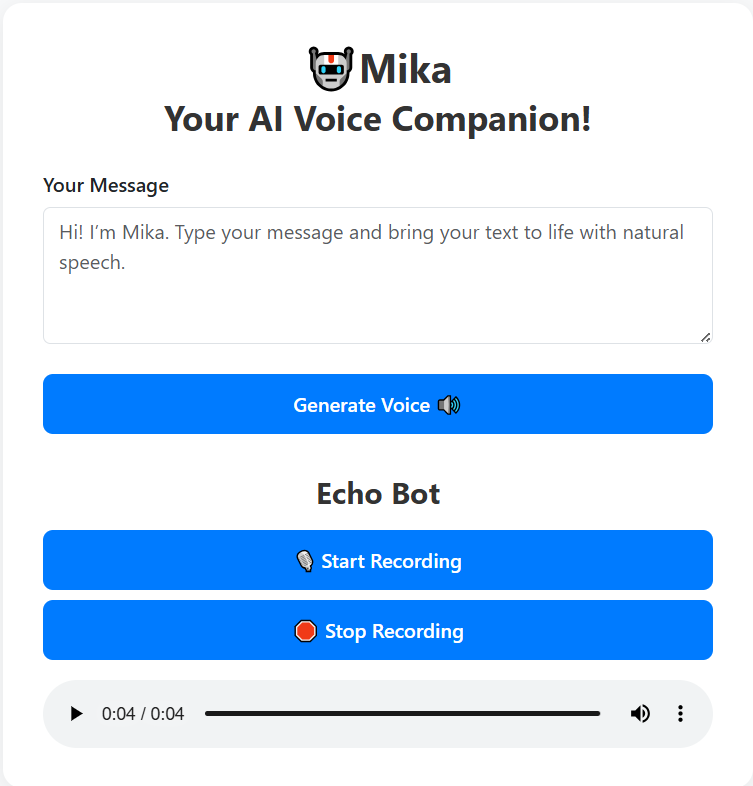 Mika
Your AI Voice Companion!
Your Message
Hi! I’m Mika. Type your message and bring your text to life with natural
speech.
Generate Voice 🔊
Echo Bot
🎙 Start Recording
🛑 Stop Recording
0:04 / 0:04